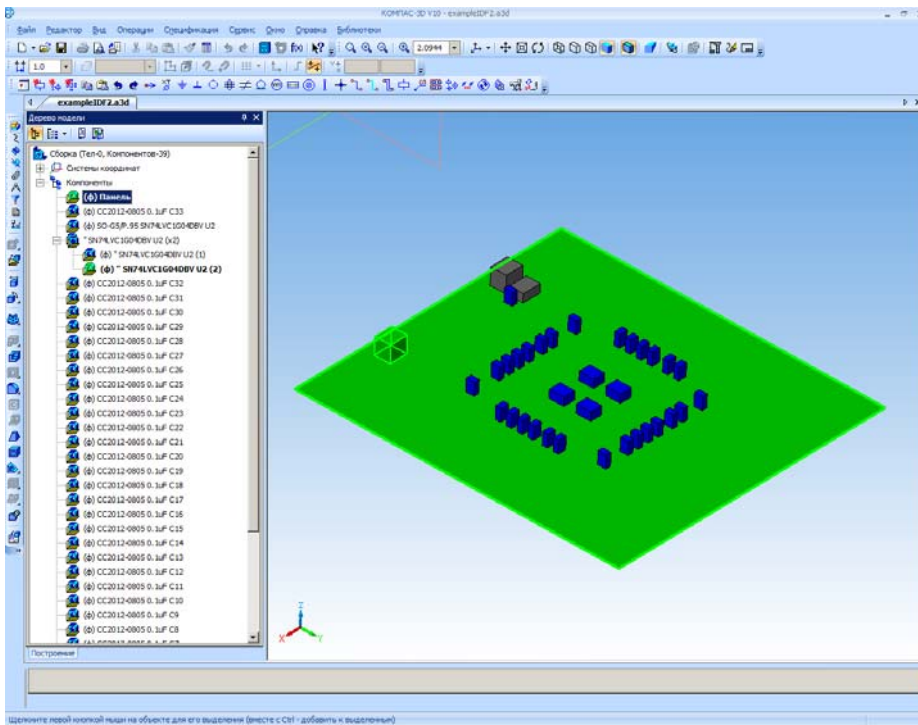 КОМПАС-3D V10 - exampleIDF2.a3d
Файл Редактор Вид Операции Спецификация Сервис Окно Справка Библиотеки
2.0944
1.0
exampleIDF2.a3d
Дерево модели
Сборка (Тел-0, Компонентов-39)
Системы координат
Компоненты
(ф) Панель
(ф) CC2012-0805 0.1uF C33
(ф) SO-G5/P.95 SN74LVC1G04DBV U2
" SN74LVC1G04DBV U2 (x2)
(ф) " SN74LVC1G04DBV U2 (1)
(ф) " SN74LVC1G04DBV U2 (2)
(ф) CC2012-0805 0.1uF C32
(ф) CC2012-0805 0.1uF C31
(ф) CC2012-0805 0.1uF C30
(ф) CC2012-0805 0.1uF C29
(ф) CC2012-0805 0.1uF C28
(ф) CC2012-0805 0.1uF C27
(ф) CC2012-0805 0.1uF C26
(ф) CC2012-0805 0.1uF C25
(ф) CC2012-0805 0.1uF C24
(ф) CC2012-0805 0.1uF C23
(ф) CC2012-0805 0.1uF C22
(ф) CC2012-0805 0.1uF C21
(ф) CC2012-0805 0.1uF C20
(ф) CC2012-0805 0.1uF C19
(ф) CC2012-0805 0.1uF C18
(ф) CC2012-0805 0.1uF C17
(ф) CC2012-0805 0.1uF C16
(ф) CC2012-0805 0.1uF C15
(ф) CC2012-0805 0.1uF C14
(ф) CC2012-0805 0.1uF C13
(ф) CC2012-0805 0.1uF C12
(ф) CC2012-0805 0.1uF C11
(ф) CC2012-0805 0.1uF C10
(ф) CC2012-0805 0.1uF C9
(ф) CC2012-0805 0.1uF C8
Построение
Z
X Y
Щелкните левой кнопкой мыши на объекте для его выделения (вместе с Ctrl - добавить к выделенным)